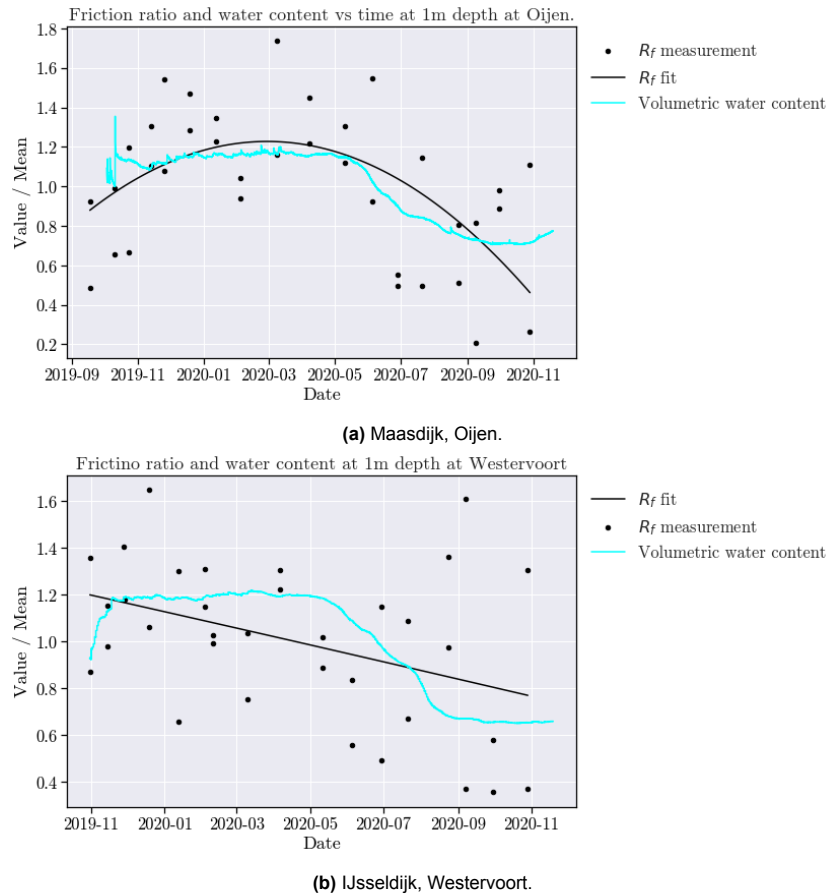 Friction ratio and water content vs time at 1m depth at Oijen.
1.8
1.6
1.4
1.2
1.0
0.8
0.6
0.4
0.2
Value / Mean
2019-09 2019-11 2020-01 2020-03 2020-05 2020-07 2020-09 2020-11
Date
R_f measurement
R_f fit
Volumetric water content
(a) Maasdijk, Oijen.
Frictino ratio and water content at 1m depth at Westervoort
1.6
1.4
1.2
1.0
0.8
0.6
0.4
Value / Mean
2019-11 2020-01 2020-03 2020-05 2020-07 2020-09 2020-11
Date
R_f fit
R_f measurement
Volumetric water content
(b) IJsseldijk, Westervoort.